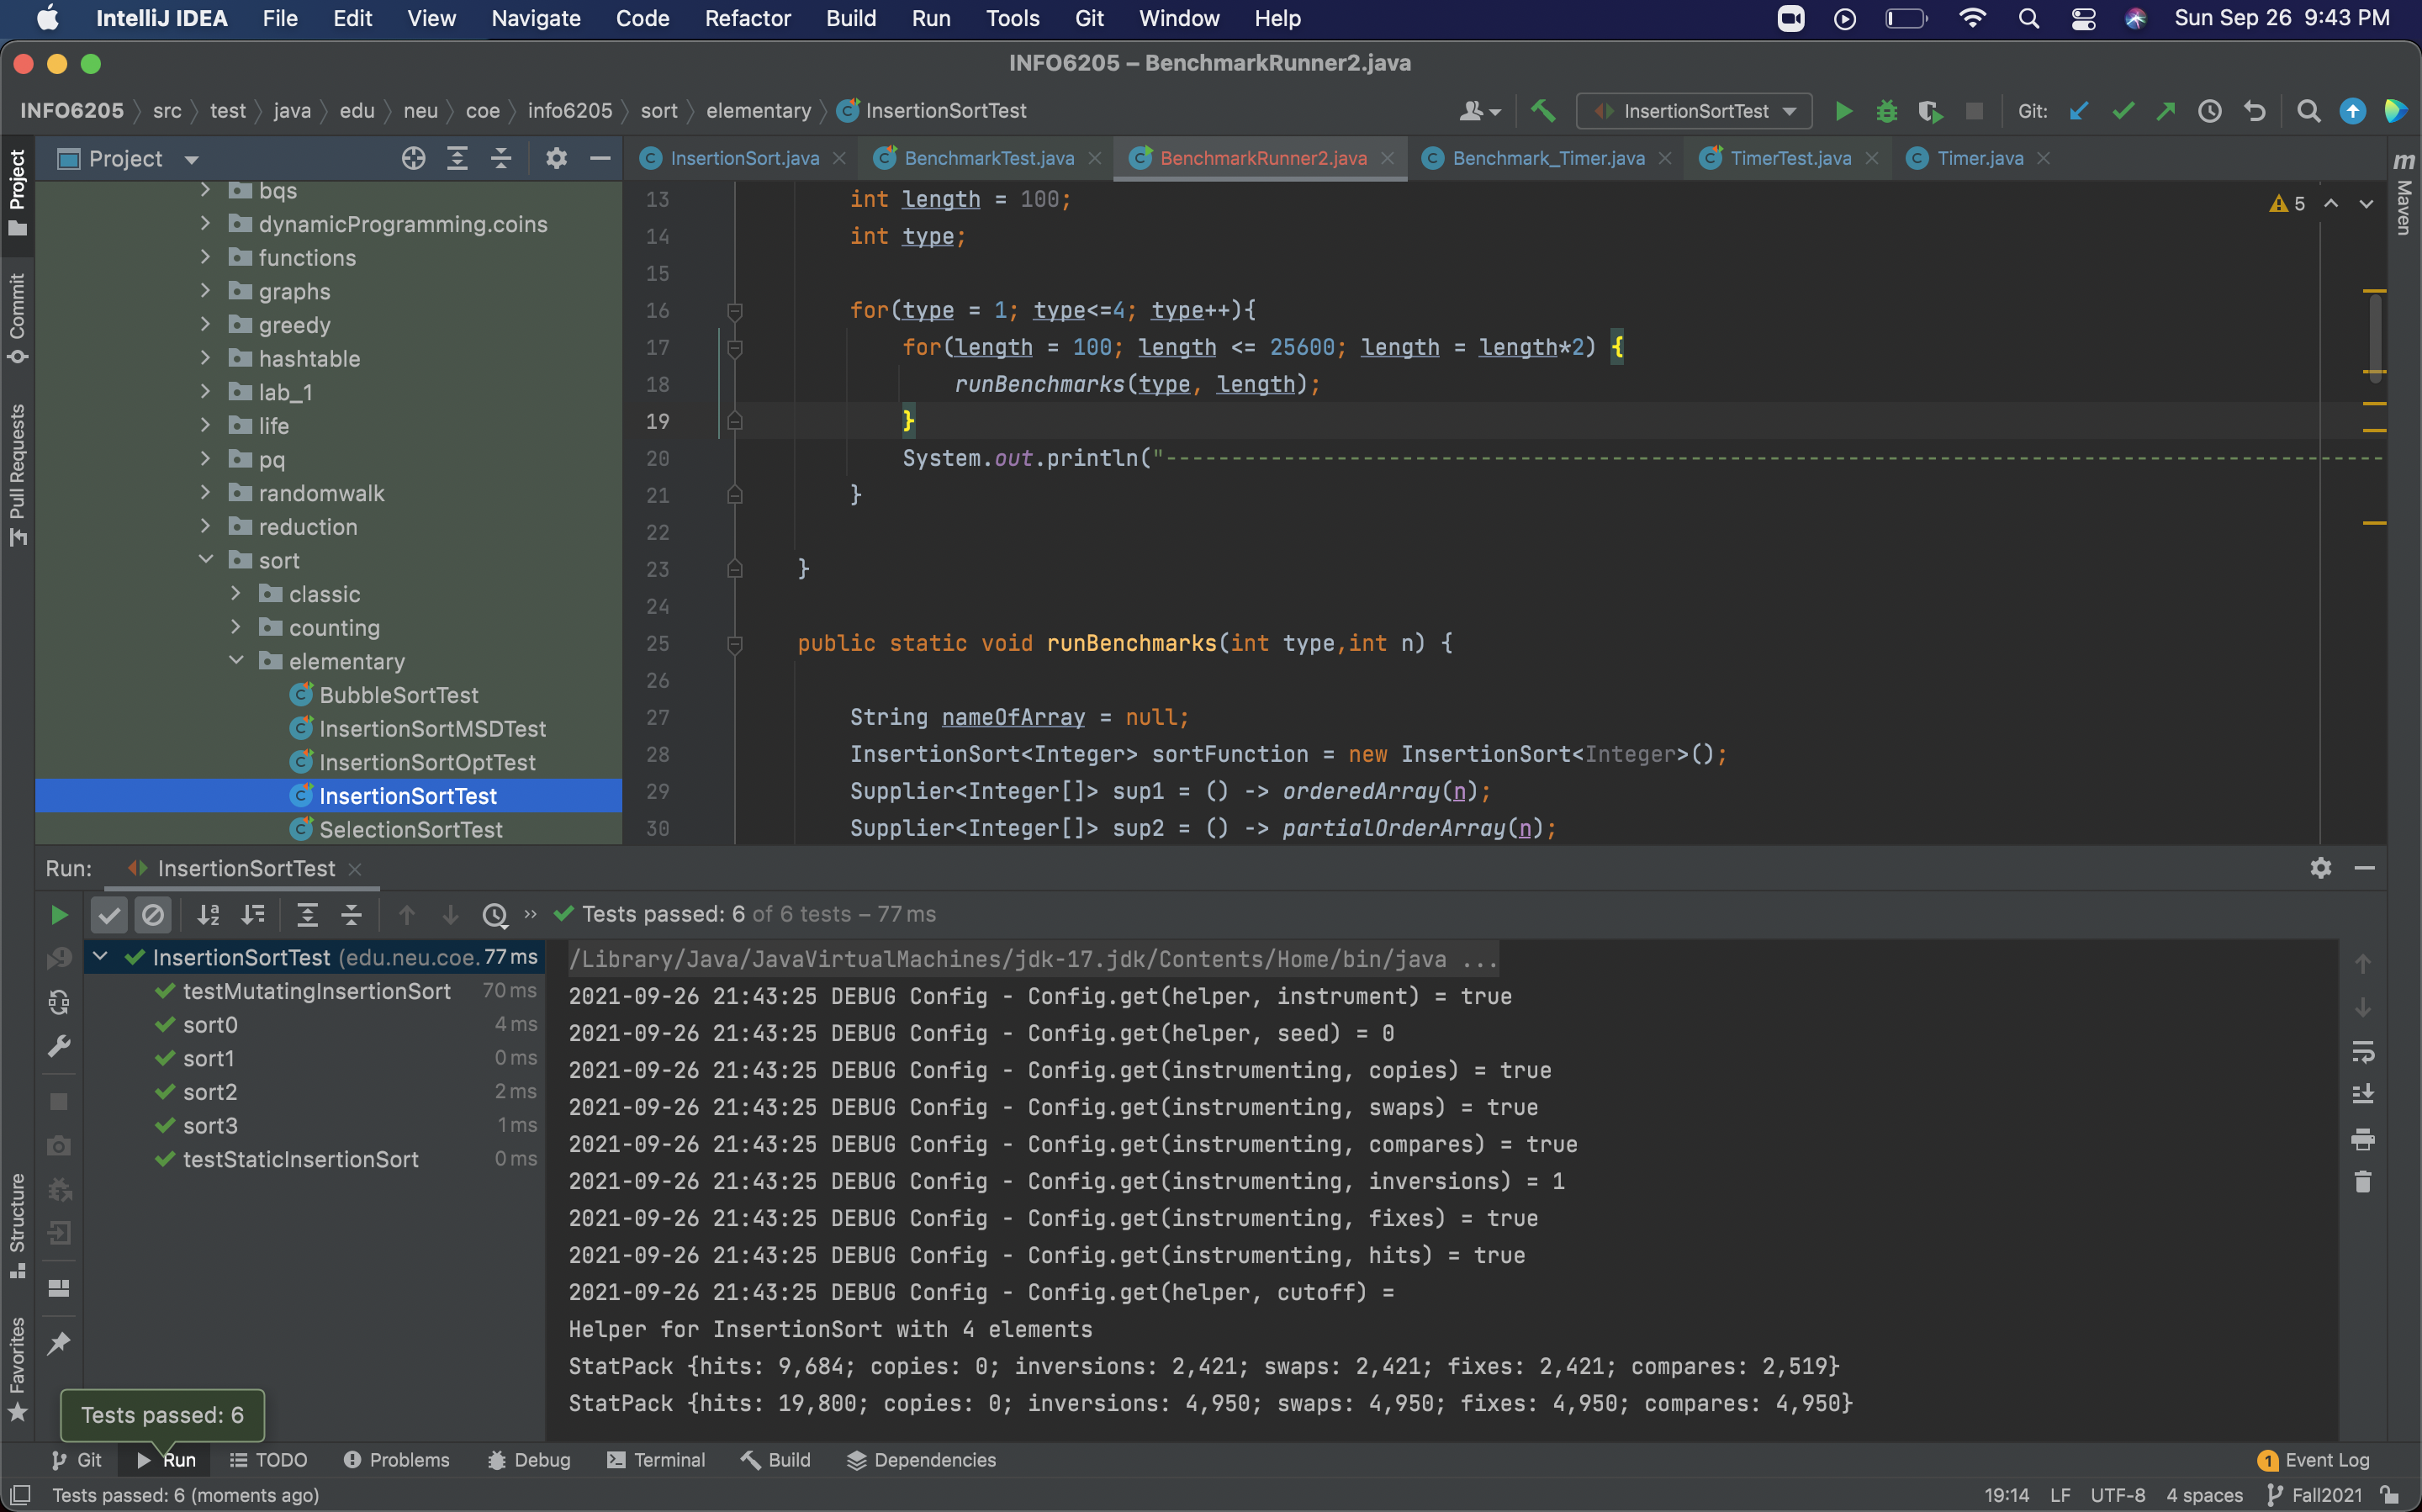 IntelliJ IDEA File Edit View Navigate Code Refactor Build Run Tools Git Window Help Sun Sep 26 9:43 PM
INFO6205 – BenchmarkRunner2.java
INFO6205 src test java edu neu coe info6205 sort elementary InsertionSortTest InsertionSortTest Git:
Project InsertionSort.java BenchmarkTest.java BenchmarkRunner2.java Benchmark_Timer.java TimerTest.java Timer.java
Project
Commit
Pull Requests
Structure
Favorites
m
Maven
bqs
dynamicProgramming.coins
functions
graphs
greedy
hashtable
lab_1
life
pq
randomwalk
reduction
sort
classic
counting
elementary
BubbleSortTest
InsertionSortMSDTest
InsertionSortOptTest
InsertionSortTest
SelectionSortTest
5
13 int length = 100;
14 int type;
15
16 for(type = 1; type<=4; type++){
17 for(length = 100; length <= 25600; length = length*2) {
18 runBenchmarks(type, length);
19 }
20 System.out.println("---------------------------------------------------------------------------------------------
21 }
22
23 }
24
25 public static void runBenchmarks(int type,int n) {
26
27 String nameOfArray = null;
28 InsertionSort<Integer> sortFunction = new InsertionSort<Integer>();
29 Supplier<Integer[]> sup1 = () -> orderedArray(n);
30 Supplier<Integer[]> sup2 = () -> partialOrderArray(n);
Run: InsertionSortTest
Tests passed: 6 of 6 tests – 77 ms
InsertionSortTest (edu.neu.coe. 77 ms
testMutatingInsertionSort 70 ms
sort0 4 ms
sort1 0 ms
sort2 2 ms
sort3 1 ms
testStaticInsertionSort 0 ms
/Library/Java/JavaVirtualMachines/jdk-17.jdk/Contents/Home/bin/java ...
2021-09-26 21:43:25 DEBUG Config - Config.get(helper, instrument) = true
2021-09-26 21:43:25 DEBUG Config - Config.get(helper, seed) = 0
2021-09-26 21:43:25 DEBUG Config - Config.get(instrumenting, copies) = true
2021-09-26 21:43:25 DEBUG Config - Config.get(instrumenting, swaps) = true
2021-09-26 21:43:25 DEBUG Config - Config.get(instrumenting, compares) = true
2021-09-26 21:43:25 DEBUG Config - Config.get(instrumenting, inversions) = 1
2021-09-26 21:43:25 DEBUG Config - Config.get(instrumenting, fixes) = true
2021-09-26 21:43:25 DEBUG Config - Config.get(instrumenting, hits) = true
2021-09-26 21:43:25 DEBUG Config - Config.get(helper, cutoff) =
Helper for InsertionSort with 4 elements
StatPack {hits: 9,684; copies: 0; inversions: 2,421; swaps: 2,421; fixes: 2,421; compares: 2,519}
StatPack {hits: 19,800; copies: 0; inversions: 4,950; swaps: 4,950; fixes: 4,950; compares: 4,950}
Tests passed: 6
Git Run TODO Problems Debug Terminal Build Dependencies 1 Event Log
Tests passed: 6 (moments ago) 19:14 LF UTF-8 4 spaces Fall2021